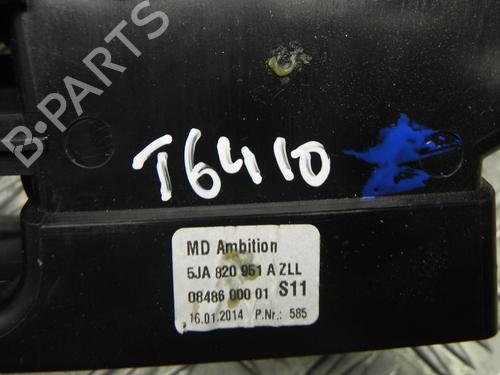 B-PARTS
T6410
MD Ambition
5JA 820 951 A ZLL
08486 000 01 S11
16.01.2014 P.Nr.: 585